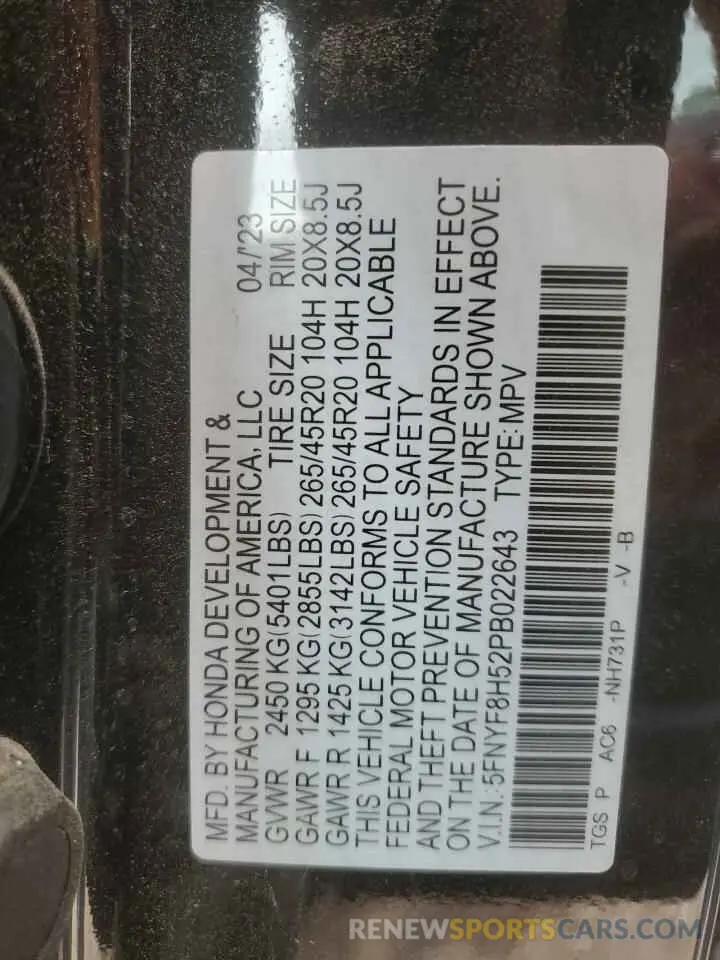 MFD. BY HONDA DEVELOPMENT &
MANUFACTURING OF AMERICA, LLC 04/'23
GVWR 2450 KG(5401LBS) TIRE SIZE RIM SIZE
GAWR F 1295 KG(2855LBS) 265/45R20 104H 20X8.5J
GAWR R 1425 KG(3142LBS) 265/45R20 104H 20X8.5J
THIS VEHICLE CONFORMS TO ALL APPLICABLE
FEDERAL MOTOR VEHICLE SAFETY
AND THEFT PREVENTION STANDARDS IN EFFECT
ON THE DATE OF MANUFACTURE SHOWN ABOVE.
V.I.N.: 5FNYF8H52PB022643 TYPE: MPV
TGS P AC6 -NH731P -V -B
RENEWSPORTSCARS.COM